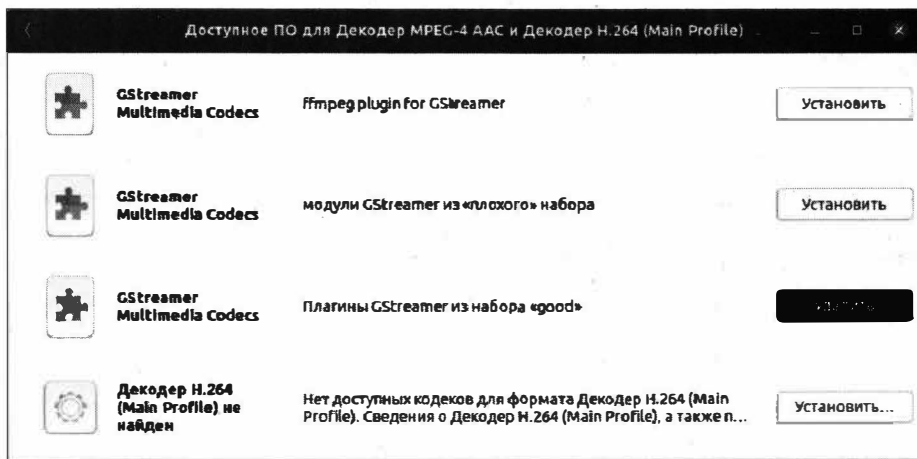 Доступное ПО для Декодер MPEG-4 AAC и Декодер H.264 (Main Profile)
GStreamer
Multimedia Codecs
ffmpeg plugin for GStreamer
Установить
GStreamer
Multimedia Codecs
модули GStreamer из «плохого» набора
Установить
GStreamer
Multimedia Codecs
Плагины GStreamer из набора «good»
Удалить
Декодер H.264
(Main Profile) не
найден
Нет доступных кодеков для формата Декодер H.264 (Main
Profile). Сведения о Декодер H.264 (Main Profile), а также п...
Установить...